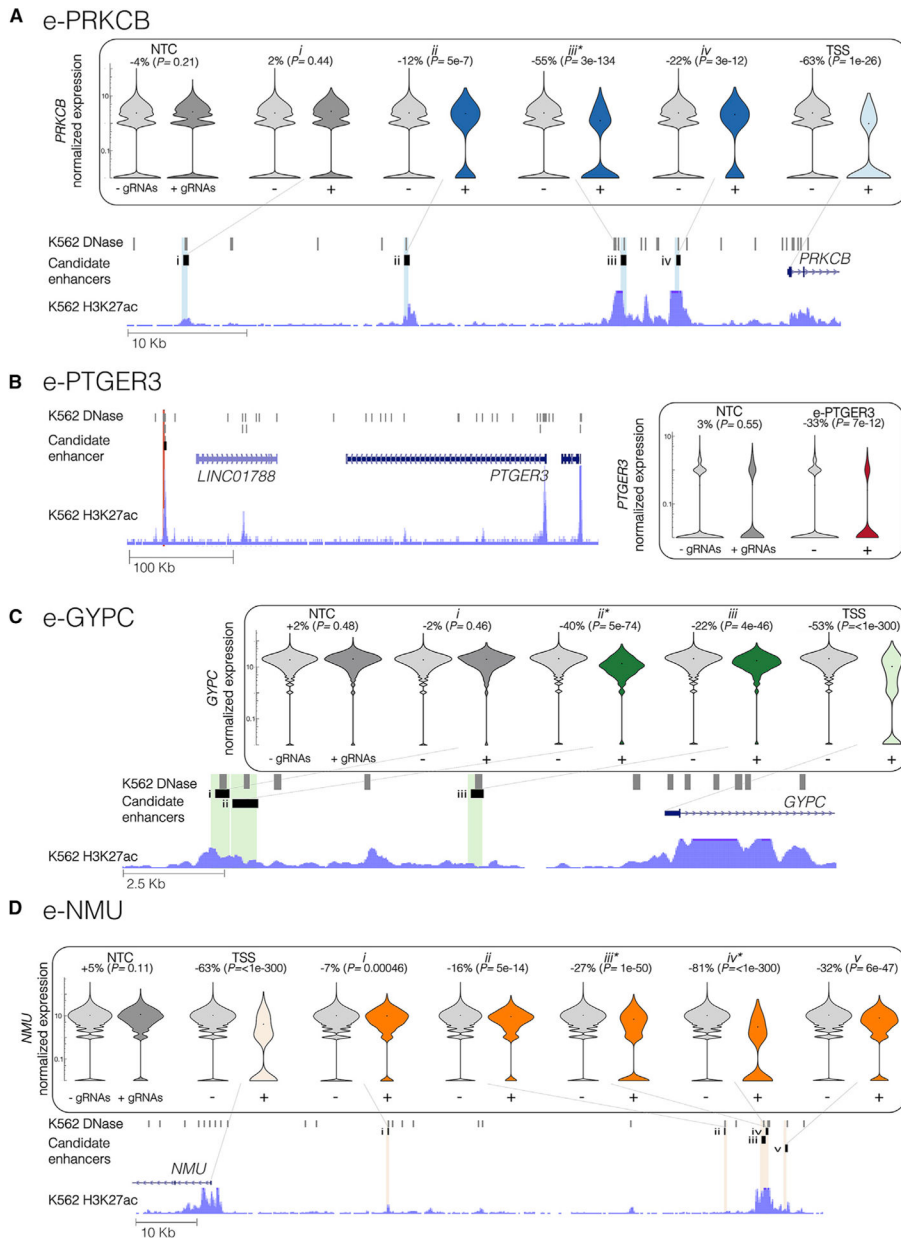 A e-PRKCB
NTC i ii iii* iv TSS
-4% (P= 0.21) 2% (P= 0.44) -12% (P= 5e-7) -55% (P= 3e-134) -22% (P= 3e-12) -63% (P= 1e-26)
PRKCB
normalized expression
10
0.1
- gRNAs + gRNAs - + - + - + - + - +
K562 DNase
Candidate
enhancers
i ii iii iv PRKCB
K562 H3K27ac
10 Kb
B e-PTGER3
K562 DNase
Candidate
enhancer
LINC01788 PTGER3
K562 H3K27ac
100 Kb
NTC e-PTGER3
3% (P= 0.55) -33% (P= 7e-12)
PTGER3
normalized expression
10
0.1
- gRNAs + gRNAs - +
C e-GYPC
NTC i ii* iii TSS
+2% (P= 0.48) -2% (P= 0.46) -40% (P= 5e-74) -22% (P= 4e-46) -53% (P=<1e-300)
GYPC
normalized expression
10
0.1
- gRNAs + gRNAs - + - + - + - +
K562 DNase
Candidate
enhancers
i ii iii GYPC
K562 H3K27ac
2.5 Kb
D e-NMU
NTC TSS i ii iii* iv* v
+5% (P= 0.11) -63% (P=<1e-300) -7% (P= 0.00046) -16% (P= 5e-14) -27% (P= 1e-50) -81% (P=<1e-300) -32% (P= 6e-47)
NMU
normalized expression
10
0.1
- gRNAs + gRNAs - + - + - + - + - + - +
K562 DNase
Candidate
enhancers
i ii iv
iii
v
NMU
K562 H3K27ac
10 Kb